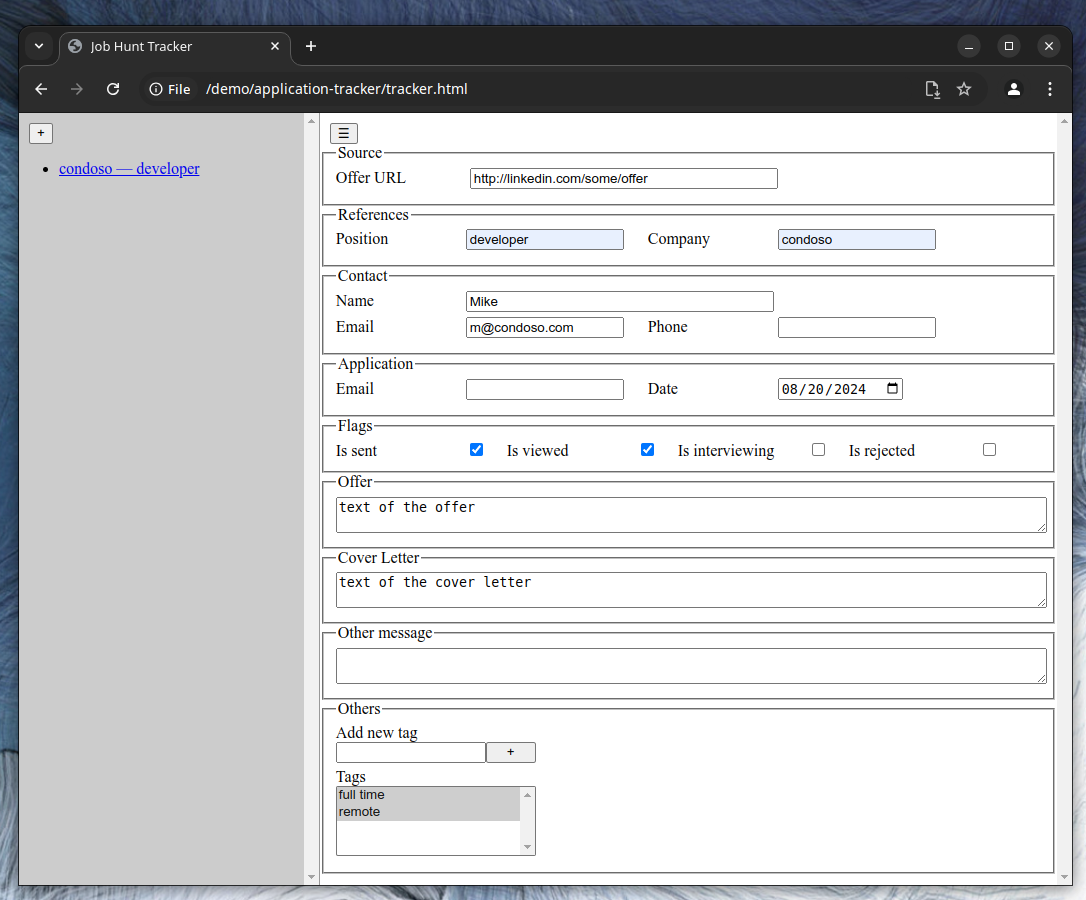 Job Hunt Tracker
File /demo/application-tracker/tracker.html
+
condoso — developer
☰
Source
Offer URL http://linkedin.com/some/offer
References
Position developer Company condoso
Contact
Name Mike
Email m@condoso.com Phone
Application
Email Date 08/20/2024
Flags
Is sent Is viewed Is interviewing Is rejected
Offer
text of the offer
Cover Letter
text of the cover letter
Other message
Others
Add new tag
+
Tags
full time
remote